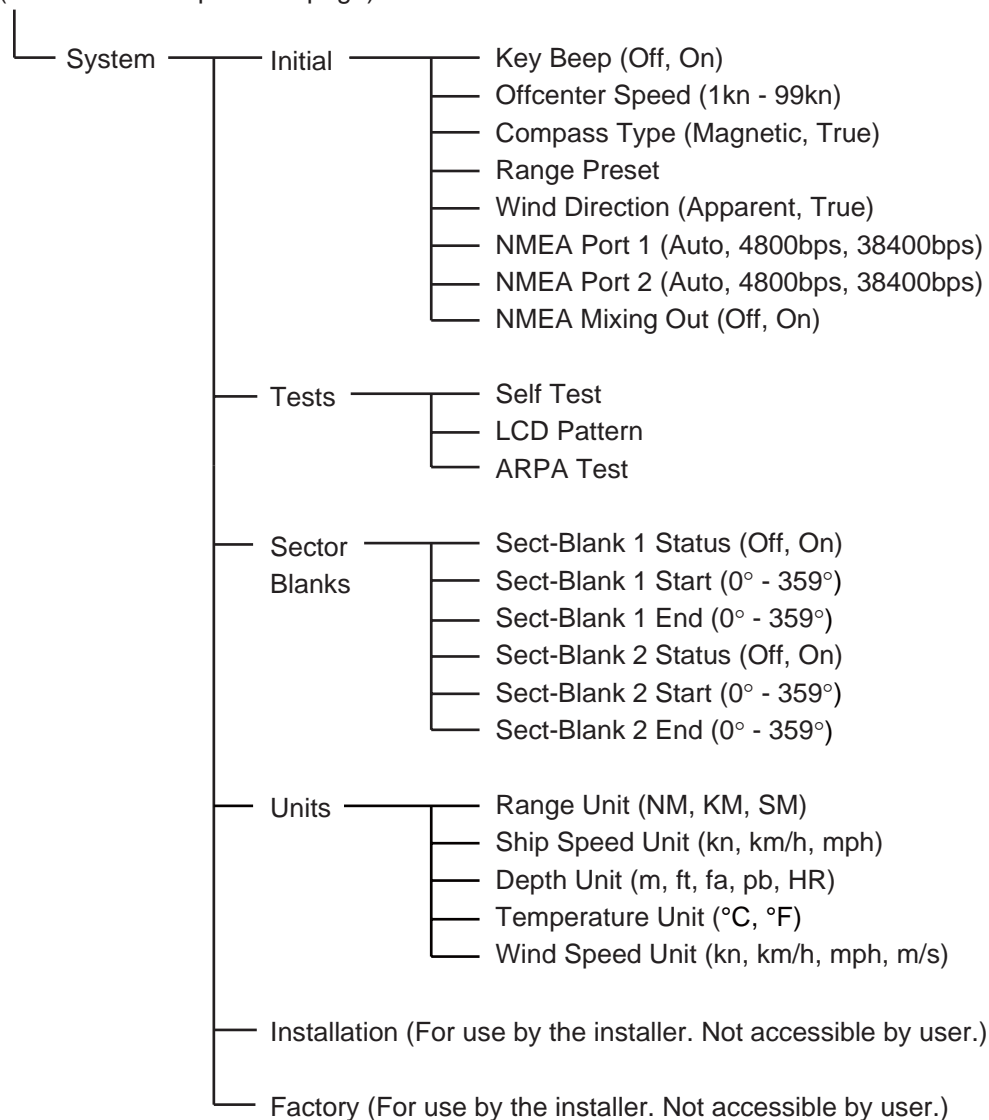 System
Initial
Key Beep (Off, On)
Offcenter Speed (1kn - 99kn)
Compass Type (Magnetic, True)
Range Preset
Wind Direction (Apparent, True)
NMEA Port 1 (Auto, 4800bps, 38400bps)
NMEA Port 2 (Auto, 4800bps, 38400bps)
NMEA Mixing Out (Off, On)
Tests
Self Test
LCD Pattern
ARPA Test
Sector
Blanks
Sect-Blank 1 Status (Off, On)
Sect-Blank 1 Start (0° - 359°)
Sect-Blank 1 End (0° - 359°)
Sect-Blank 2 Status (Off, On)
Sect-Blank 2 Start (0° - 359°)
Sect-Blank 2 End (0° - 359°)
Units
Range Unit (NM, KM, SM)
Ship Speed Unit (kn, km/h, mph)
Depth Unit (m, ft, fa, pb, HR)
Temperature Unit (°C, °F)
Wind Speed Unit (kn, km/h, mph, m/s)
Installation (For use by the installer. Not accessible by user.)
Factory (For use by the installer. Not accessible by user.)